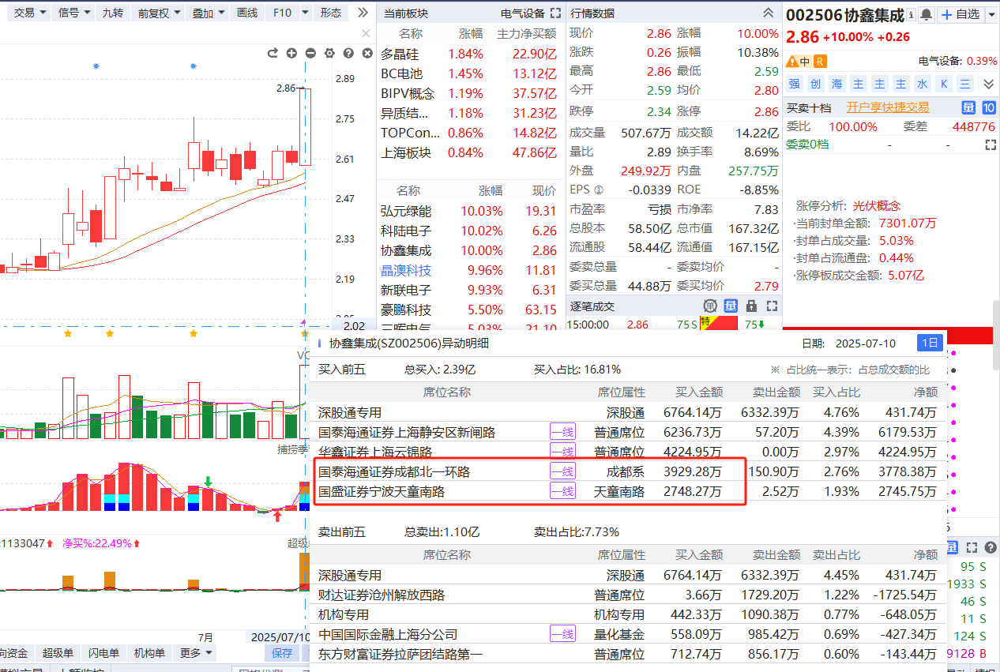 交易 信号 九转 前复权 叠加 画线 F10 形态
2.89
2.86
2.75
2.61
2.47
2.33
2.19
2.02
捕捞季
:1133047 净买%:22.49%
超级
7月 2025/07/10
向资金 超级单 闪电单 机构单 更多 保存
当前板块 电气设备
名称 涨幅 主力净买额
多晶硅 1.84% 22.90亿
BC电池 1.45% 13.12亿
BIPV概念 1.19% 37.57亿
异质结... 1.18% 31.23亿
TOPCon... 0.86% 14.82亿
上海板块 0.84% 47.86亿
名称 涨幅 现价
弘元绿能 10.03% 19.31
科陆电子 10.02% 6.26
协鑫集成 10.00% 2.86
晶澳科技 9.96% 11.81
新联电子 9.93% 6.31
豪鹏科技 5.50% 63.15
三晖电气 5.03% 21.10
行情数据
现价 2.86 涨幅 10.00%
涨跌 0.26 振幅 10.38%
最高 2.86 最低 2.59
今开 2.59 均价 2.80
跌停 2.34 涨停 2.86
成交量 507.67万 成交额 14.22亿
量比 2.89 换手率 8.69%
外盘 249.92万 内盘 257.75万
EPS ① -0.0339 ROE -8.85%
市盈率 亏损 市净率 7.83
总股本 58.50亿 总市值 167.32亿
流通股 58.44亿 流通值 167.15亿
委卖总量 - 委卖均价 -
委买总量 44.88万 委买均价 2.79
逐笔成交 单 量
15:00:00 2.86 75 S 特 75
002506协鑫集成 自选
2.86 +10.00% +0.26
中 R 电气设备: 0.39%
强 创 海 主 主 主 水 K 三
买卖十档 开户享快捷交易 量 10
委比 100.00% 委差 448776
委卖0档 - -
涨停分析: 光伏概念
·当前封单金额: 7301.07万
·封单占成交量: 5.03%
·封单占流通盘: 0.44%
·涨停板成交金额: 5.07亿
协鑫集成(SZ002506)异动明细 日期: 2025-07-10 1日
买入前五 总买入: 2.39亿 买入占比: 16.81% ※ 占比统一表示: 占总成交额的比
席位名称 席位属性 买入金额 卖出金额 买入占比 净额
深股通专用 深股通 6764.14万 6332.39万 4.76% 431.74万
国泰海通证券上海静安区新闸路 一线 普通席位 6236.73万 57.20万 4.39% 6179.53万
华鑫证券上海云锦路 一线 普通席位 4224.95万 0.00万 2.97% 4224.95万
国泰海通证券成都北一环路 一线 成都系 3929.28万 150.90万 2.76% 3778.38万
国盛证券宁波天童南路 一线 天童南路 2748.27万 2.52万 1.93% 2745.75万
卖出前五 总卖出:1.10亿 卖出占比:7.73%
席位名称 席位属性 买入金额 卖出金额 卖出占比 净额
深股通专用 深股通 6764.14万 6332.39万 4.45% 431.74万
财达证券沧州解放西路 普通席位 3.66万 1729.20万 1.22% -1725.54万
机构专用 机构专用 442.33万 1090.38万 0.77% -648.05万
中国国际金融上海分公司 一线 量化基金 558.09万 985.42万 0.69% -427.34万
东方财富证券拉萨团结路第一 普通席位 712.74万 856.17万 0.60% -143.44万
量
95 S
1933 S
46 S
11 S
124 S
9128 B